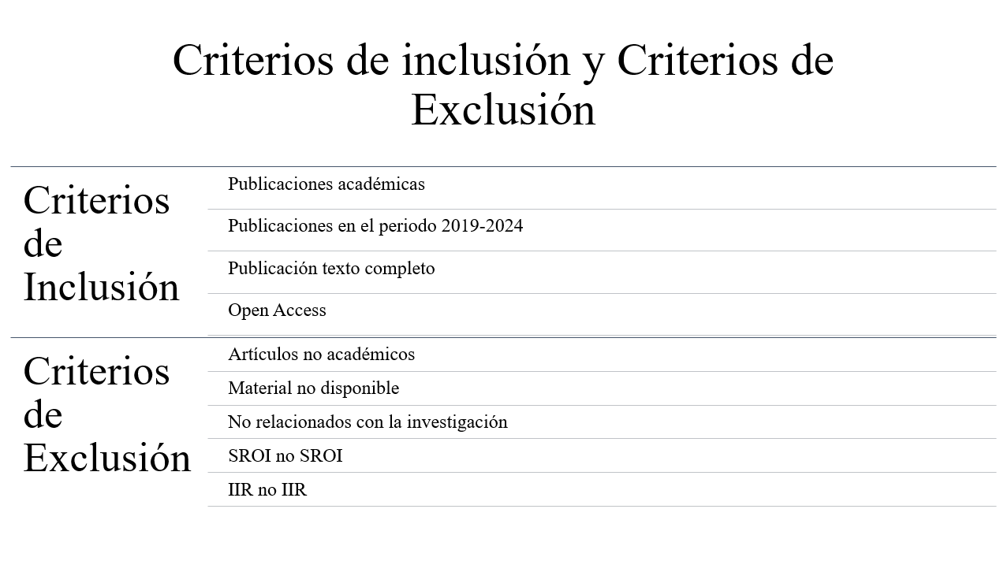 Criterios de inclusión y Criterios de
Exclusión
Criterios
de
Inclusión
Publicaciones académicas
Publicaciones en el periodo 2019-2024
Publicación texto completo
Open Access
Criterios
de
Exclusión
Artículos no académicos
Material no disponible
No relacionados con la investigación
SROI no SROI
IIR no IIR